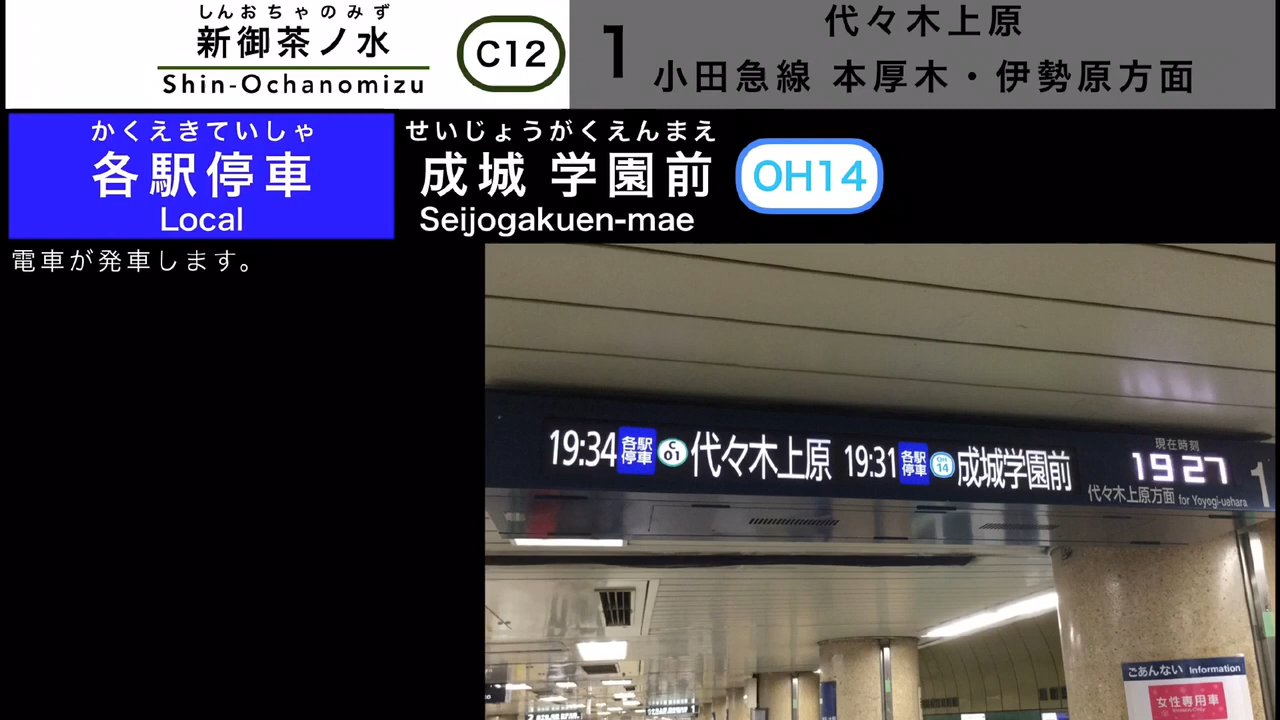 しんおちゃのみず
新御茶ノ水
Shin-Ochanomizu
C12
1
代々木上原
小田急線 本厚木・伊勢原方面
かくえきていしゃ
各駅停車
Local
せいじょうがくえんまえ
成城 学園前
Seijogakuen-mae
OH14
電車が発車します。
19:34 各駅停車 C 01 代々木上原 19:31 各駅停車 OH 14 成城学園前
現在時刻
19 27
代々木上原方面 for Yoyogi-uehara
1
ごあんない Information
女性専用車